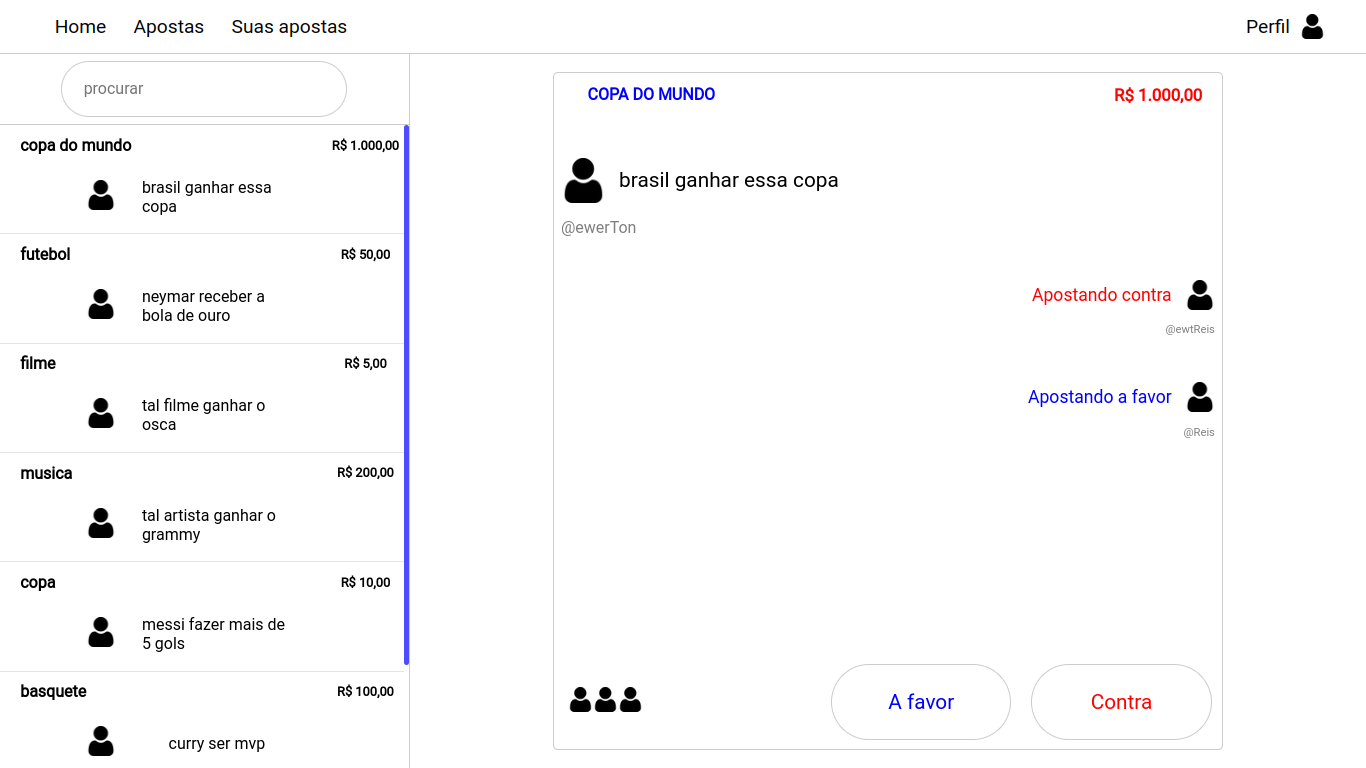 Home Apostas Suas apostas Perfil
procurar
copa do mundo R$ 1.000,00
brasil ganhar essa
copa
futebol R$ 50,00
neymar receber a
bola de ouro
filme R$ 5,00
tal filme ganhar o
osca
musica R$ 200,00
tal artista ganhar o
grammy
copa R$ 10,00
messi fazer mais de
5 gols
basquete R$ 100,00
curry ser mvp
COPA DO MUNDO R$ 1.000,00
brasil ganhar essa copa
@ewerTon
Apostando contra
@ewtReis
Apostando a favor
@Reis
A favor Contra